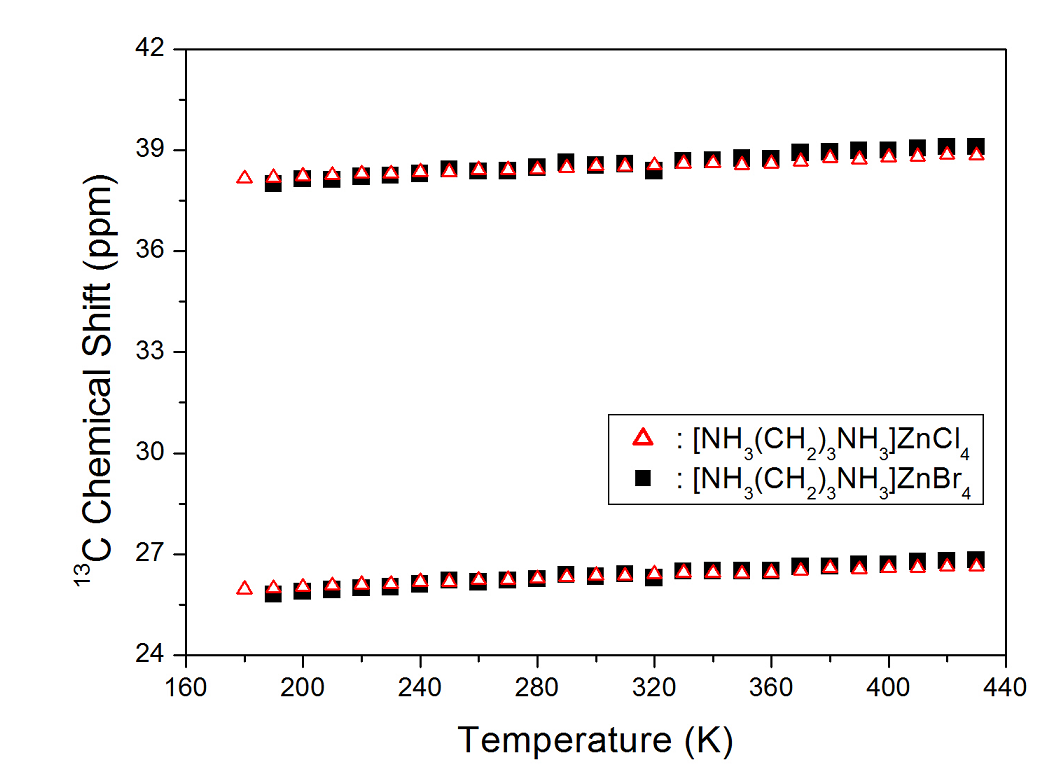 42
39
36
33
30
27
24
¹³C Chemical Shift (ppm)
: [NH₃(CH₂)₃NH₃]ZnCl₄
: [NH₃(CH₂)₃NH₃]ZnBr₄
160 200 240 280 320 360 400 440
Temperature (K)